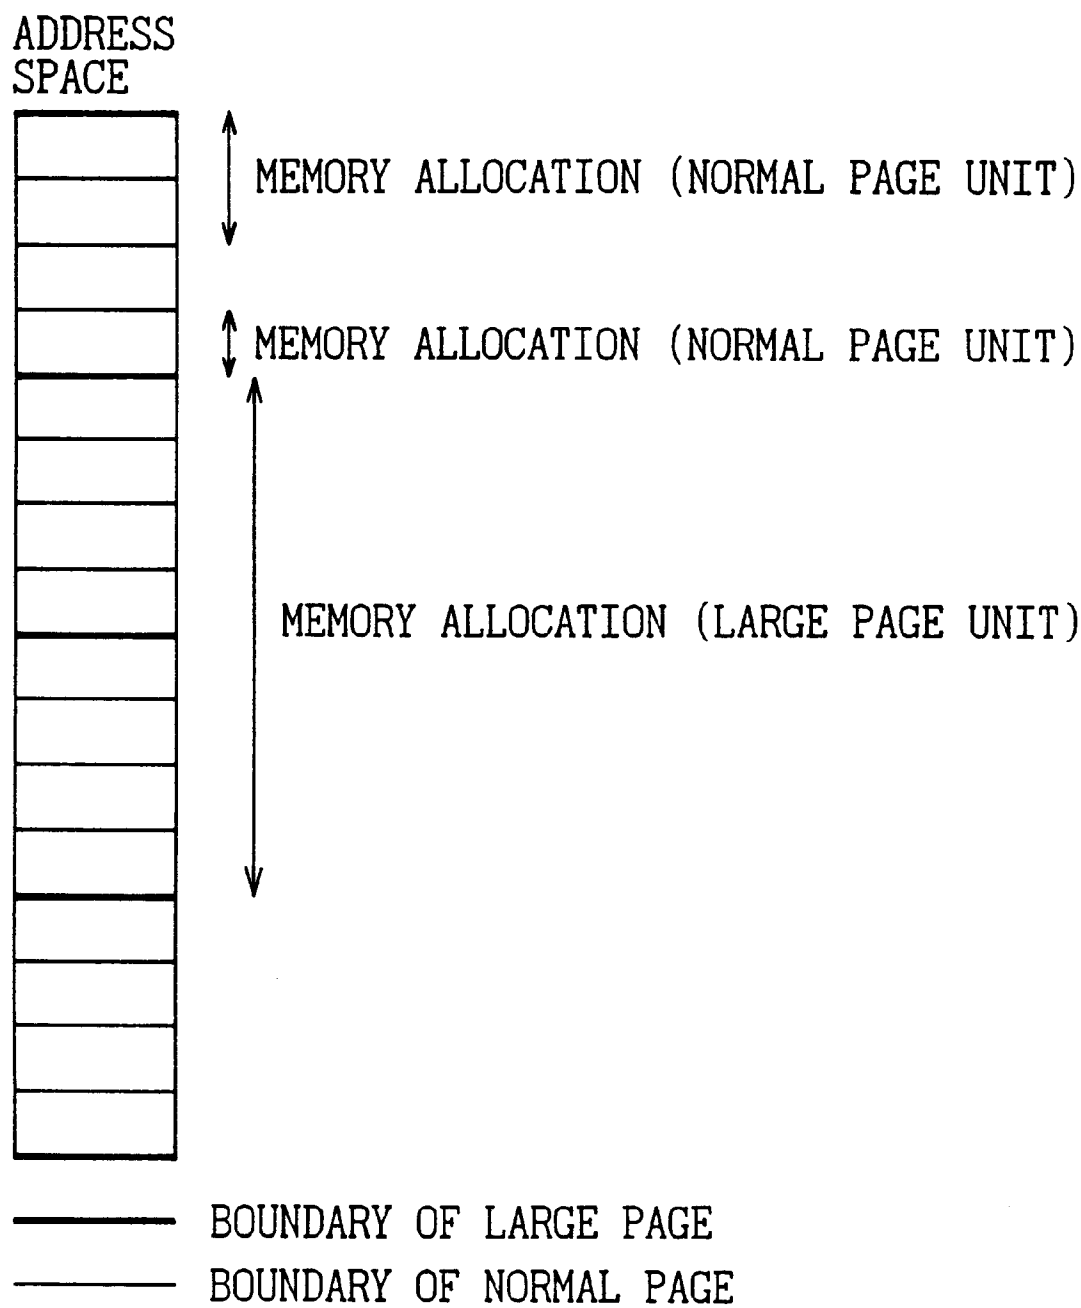 ADDRESS
SPACE
MEMORY ALLOCATION (NORMAL PAGE UNIT)
MEMORY ALLOCATION (NORMAL PAGE UNIT)
MEMORY ALLOCATION (LARGE PAGE UNIT)
BOUNDARY OF LARGE PAGE
BOUNDARY OF NORMAL PAGE